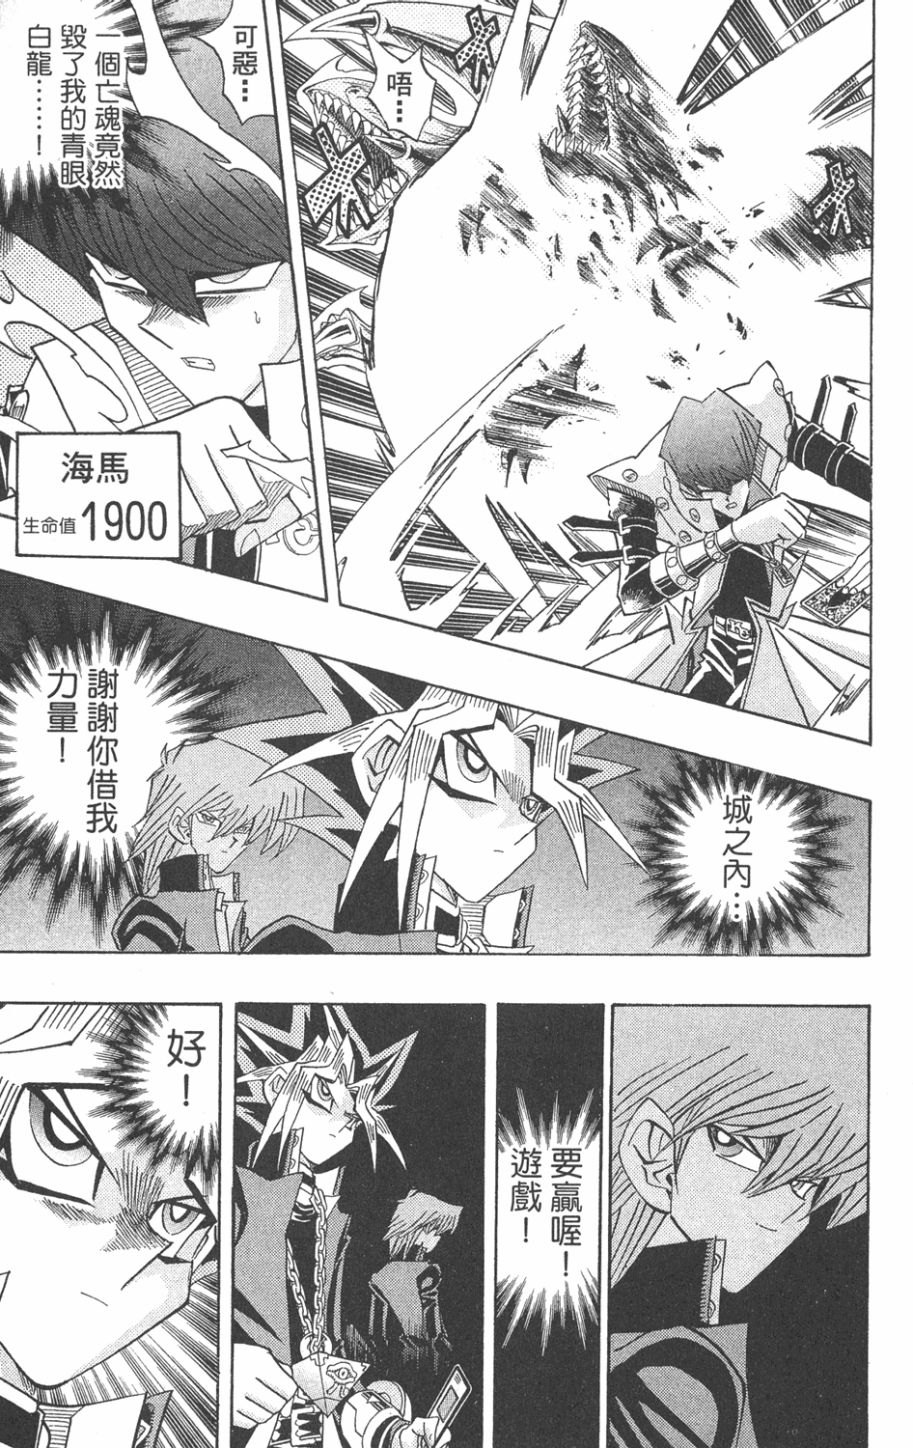 唔…
可惡…
一個亡魂竟然
毀了我的青眼
白龍……！
海馬
生命值1900
城之內…
謝謝你借我
力量！
要贏喔！
遊戲！
好！